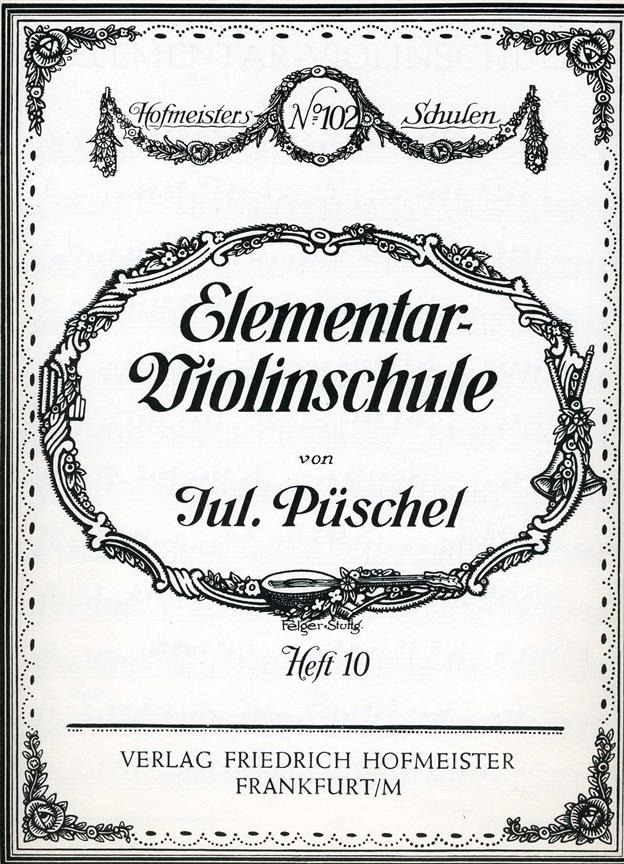 Hofmeisters No. 102 Schulen
Elementar-
Violinschule
von
Jul. Püschel
Felger-Stuttg.
Heft 10
VERLAG FRIEDRICH HOFMEISTER
FRANKFURT/M